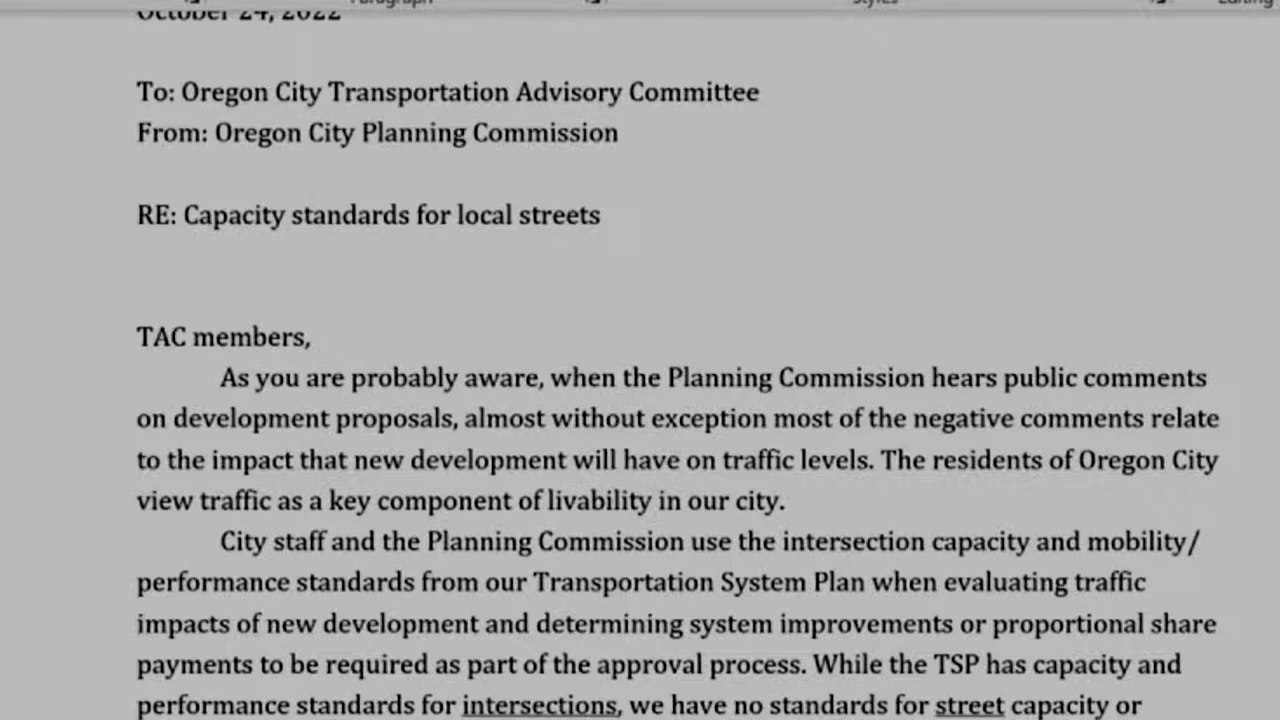 Paragraph
Styles
Editing
October 24, 2022
To: Oregon City Transportation Advisory Committee
From: Oregon City Planning Commission
RE: Capacity standards for local streets
TAC members,
As you are probably aware, when the Planning Commission hears public comments
on development proposals, almost without exception most of the negative comments relate
to the impact that new development will have on traffic levels. The residents of Oregon City
view traffic as a key component of livability in our city.
City staff and the Planning Commission use the intersection capacity and mobility/
performance standards from our Transportation System Plan when evaluating traffic
impacts of new development and determining system improvements or proportional share
payments to be required as part of the approval process. While the TSP has capacity and
performance standards for intersections, we have no standards for street capacity or